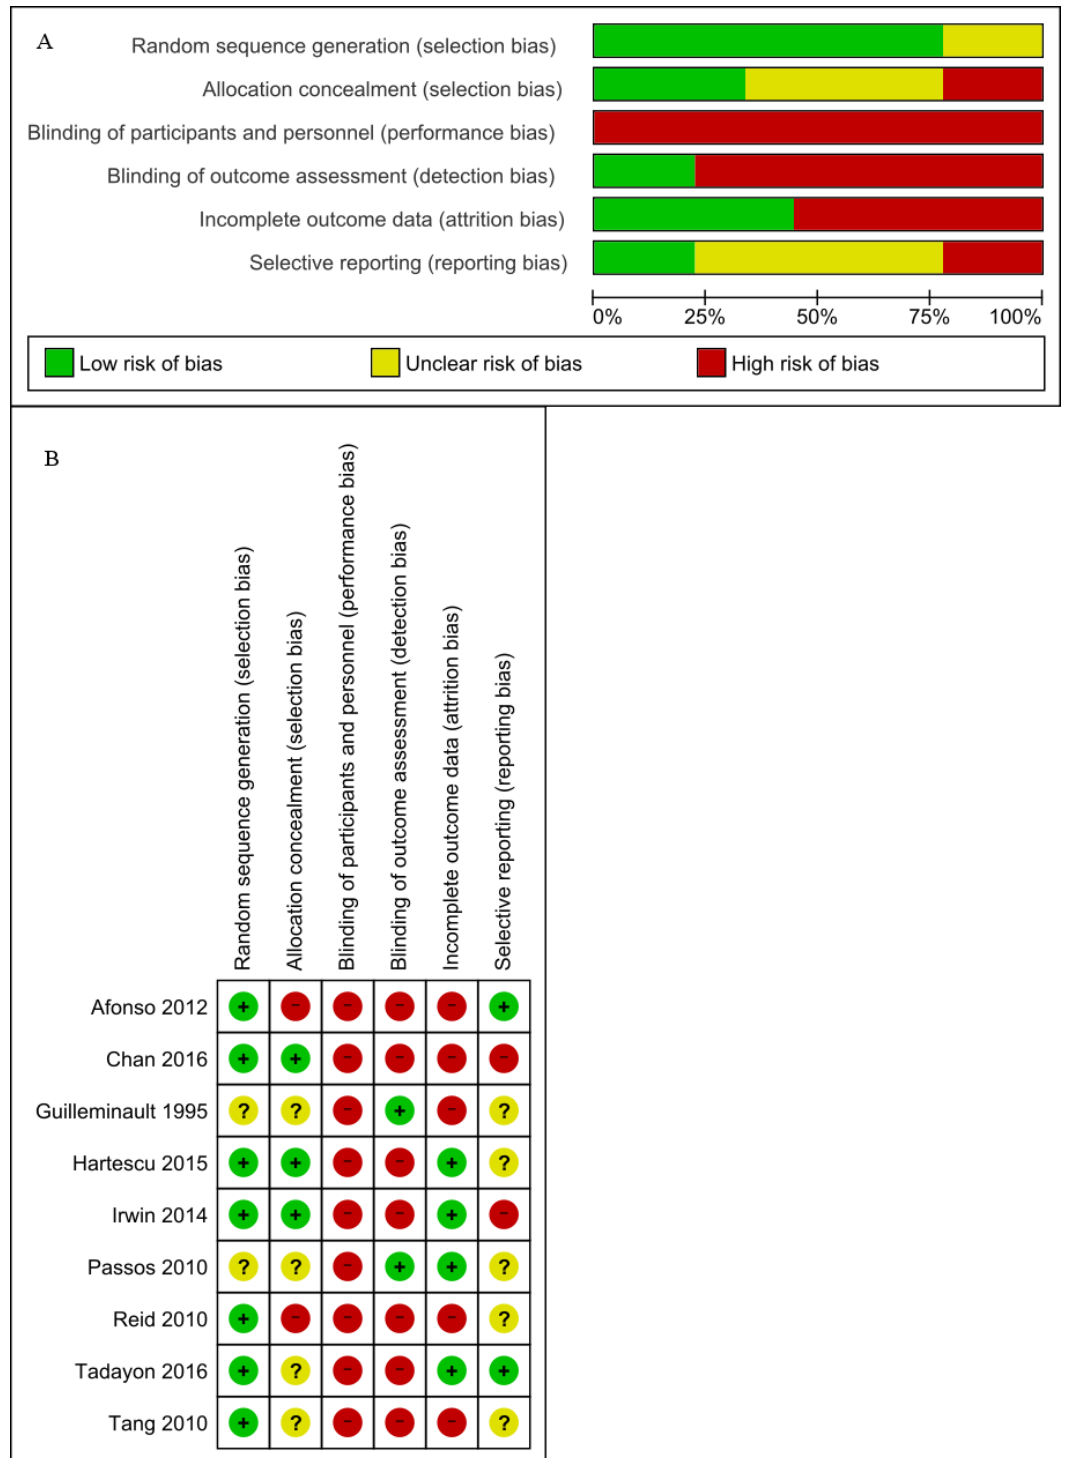 A
Random sequence generation (selection bias)
Allocation concealment (selection bias)
Blinding of participants and personnel (performance bias)
Blinding of outcome assessment (detection bias)
Incomplete outcome data (attrition bias)
Selective reporting (reporting bias)
0% 25% 50% 75% 100%
Low risk of bias Unclear risk of bias High risk of bias
B
Random sequence generation (selection bias)
Allocation concealment (selection bias)
Blinding of participants and personnel (performance bias)
Blinding of outcome assessment (detection bias)
Incomplete outcome data (attrition bias)
Selective reporting (reporting bias)
Afonso 2012 + - - - - +
Chan 2016 + + - - - -
Guilleminault 1995 ? ? - + - ?
Hartescu 2015 + + - - + ?
Irwin 2014 + + - - + -
Passos 2010 ? ? - + + ?
Reid 2010 + - - - - ?
Tadayon 2016 + ? - - + +
Tang 2010 + ? - - - ?